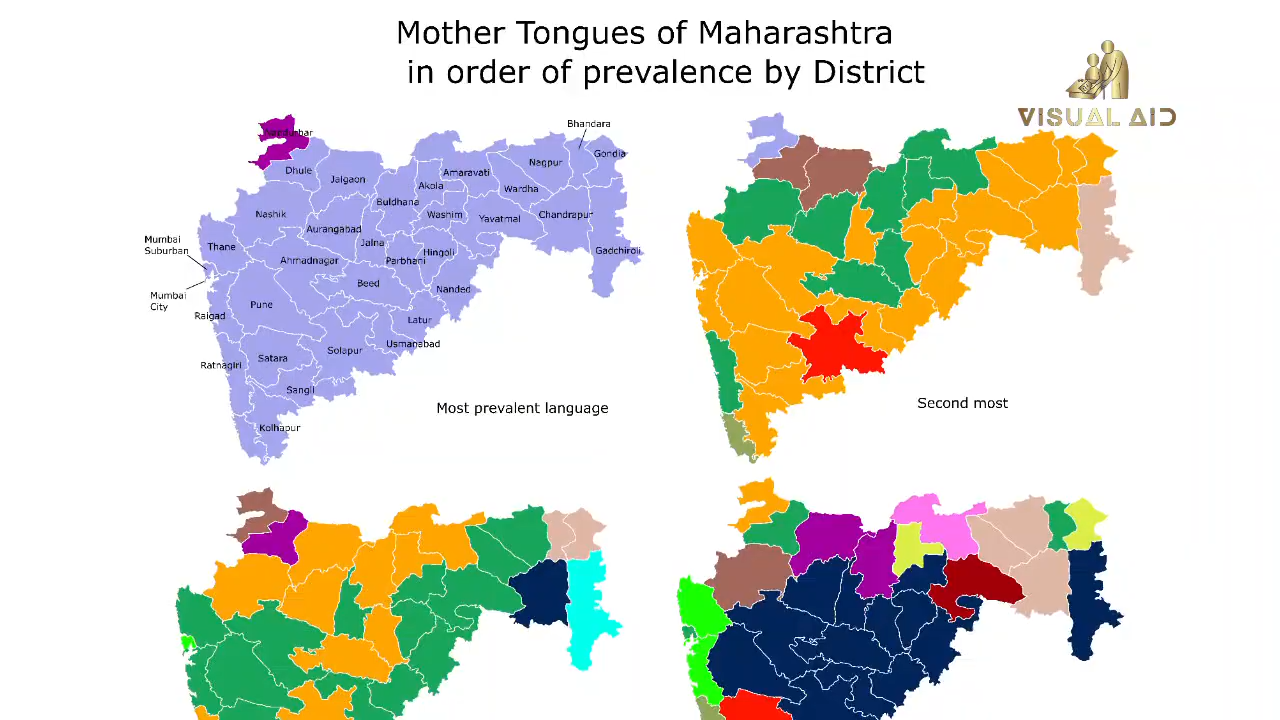 Mother Tongues of Maharashtra
in order of prevalence by District
VISUAL AID
Bhandara
Nandurbar
Gondia
Nagpur
Dhule
Amaravati
Jalgaon
Akola
Wardha
Buldhana
Nashik
Washim
Yavatmal
Chandrapur
Aurangabad
Mumbai
Suburban
Thane
Jalna
Hingoli
Gadchiroli
Ahmadnagar
Parbhani
Beed
Nanded
Mumbai
City
Pune
Raigad
Latur
Usmanabad
Solapur
Satara
Ratnagiri
Sangli
Kolhapur
Most prevalent language
Second most